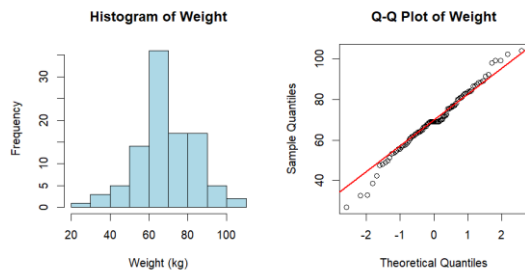 Histogram of Weight
Frequency
0 5 10 20 30
20 40 60 80 100
Weight (kg)
Q-Q Plot of Weight
Sample Quantiles
40 60 80 100
-2 -1 0 1 2
Theoretical Quantiles